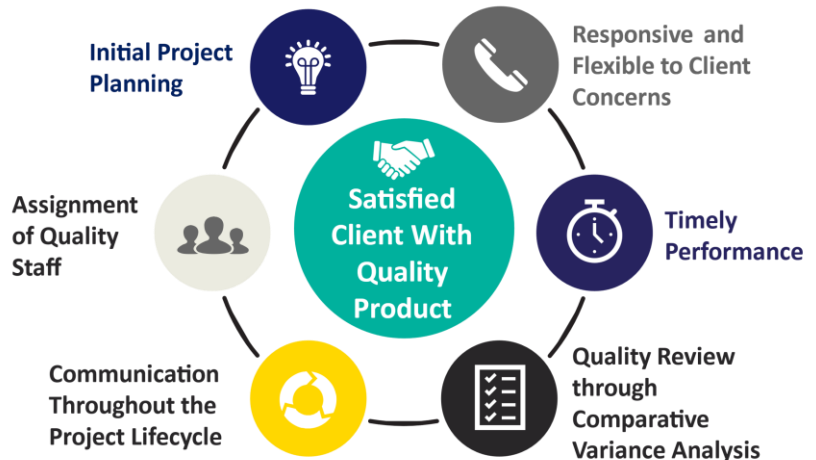 Initial Project
Planning
Responsive and
Flexible to Client
Concerns
Assignment
of Quality
Staff
Satisfied
Client With
Quality
Product
Timely
Performance
Communication
Throughout the
Project Lifecycle
Quality Review
through
Comparative
Variance Analysis